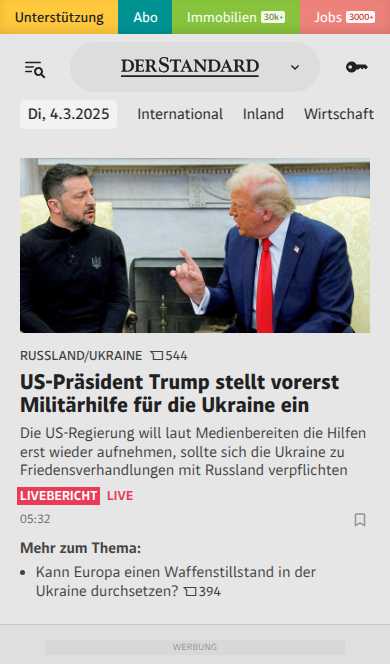 Unterstützung Abo Immobilien 30k+ Jobs 3000+
DERSTANDARD
Di, 4.3.2025 International Inland Wirtschaft
RUSSLAND/UKRAINE 544
US-Präsident Trump stellt vorerst
Militärhilfe für die Ukraine ein
Die US-Regierung will laut Medienbereiten die Hilfen
erst wieder aufnehmen, sollte sich die Ukraine zu
Friedensverhandlungen mit Russland verpflichten
LIVEBERICHT LIVE
05:32
Mehr zum Thema:
• Kann Europa einen Waffenstillstand in der
Ukraine durchsetzen? 394
WERBUNG